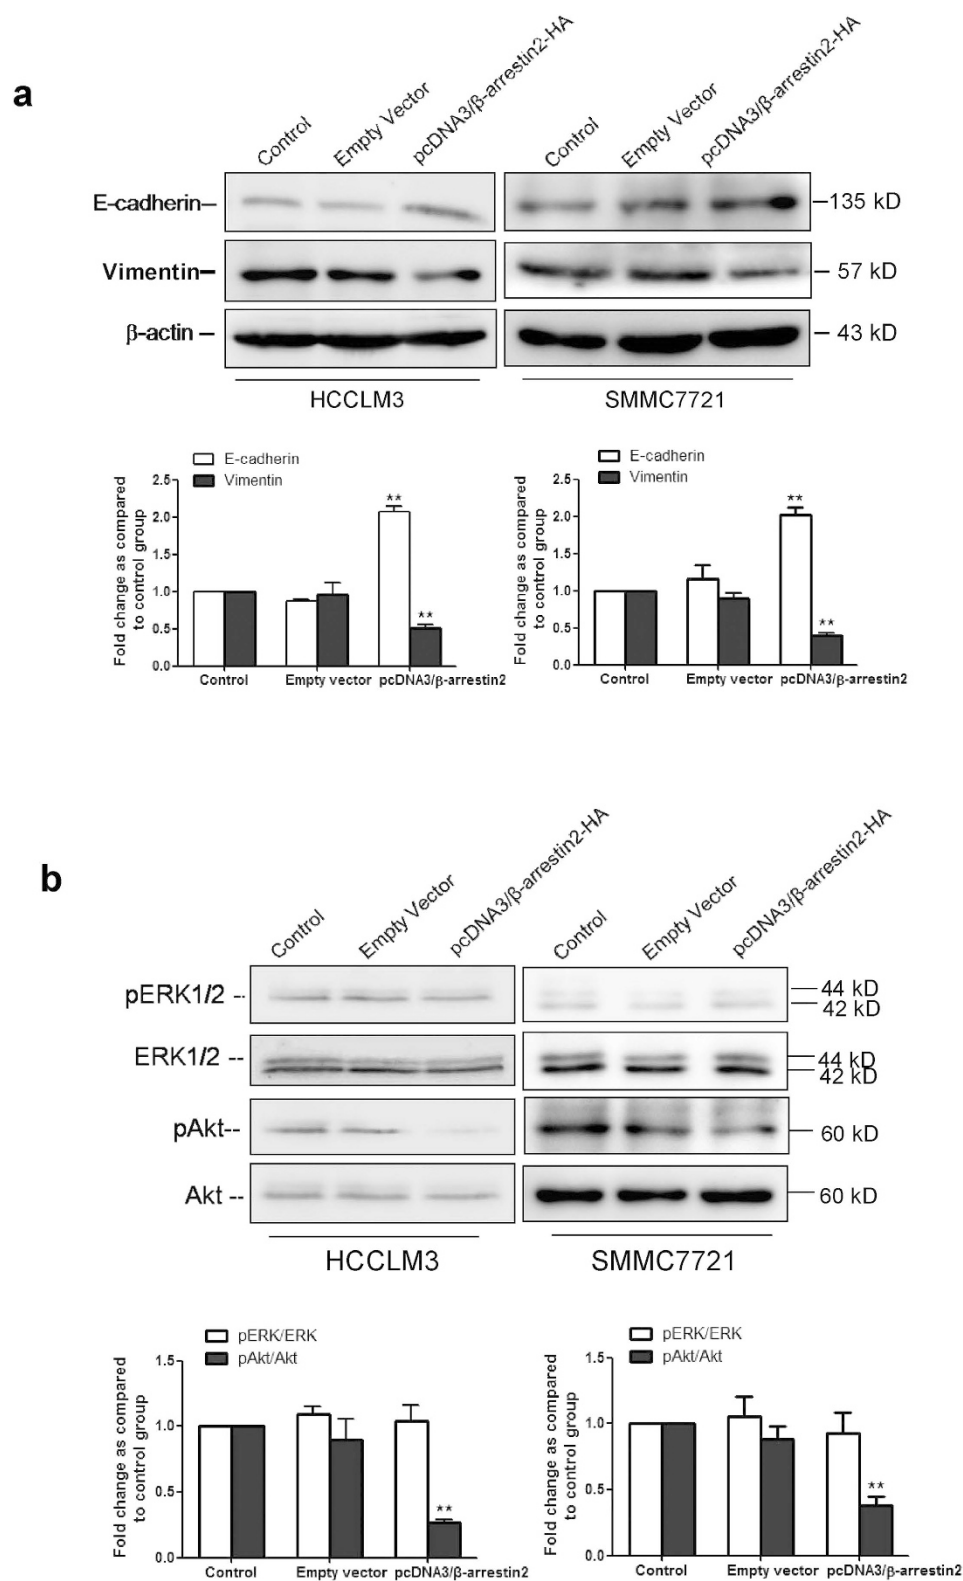 a
Control
Empty Vector
pcDNA3/β-arrestin2-HA
Control
Empty Vector
pcDNA3/β-arrestin2-HA
E-cadherin–
–135 kD
Vimentin–
– 57 kD
β-actin –
– 43 kD
HCCLM3
SMMC7721
E-cadherin
Vimentin
Fold change as compared
to control group
2.5
2.0
1.5
1.0
0.5
0.0
**
**
Control
Empty vector
pcDNA3/β-arrestin2
E-cadherin
Vimentin
Fold change as compared
to control group
2.5
2.0
1.5
1.0
0.5
0.0
**
**
Control
Empty vector
pcDNA3/β-arrestin2
b
Control
Empty Vector
pcDNA3/β-arrestin2-HA
Control
Empty Vector
pcDNA3/β-arrestin2-HA
pERK1/2 --
44 kD
42 kD
ERK1/2 --
44 kD
42 kD
pAkt--
60 kD
Akt --
60 kD
HCCLM3
SMMC7721
pERK/ERK
pAkt/Akt
Fold change as compared
to control group
1.5
1.0
0.5
0.0
**
Control
Empty vector
pcDNA3/β-arrestin2
pERK/ERK
pAkt/Akt
Fold change as compared
to control group
1.5
1.0
0.5
0.0
**
Control
Empty vector
pcDNA3/β-arrestin2